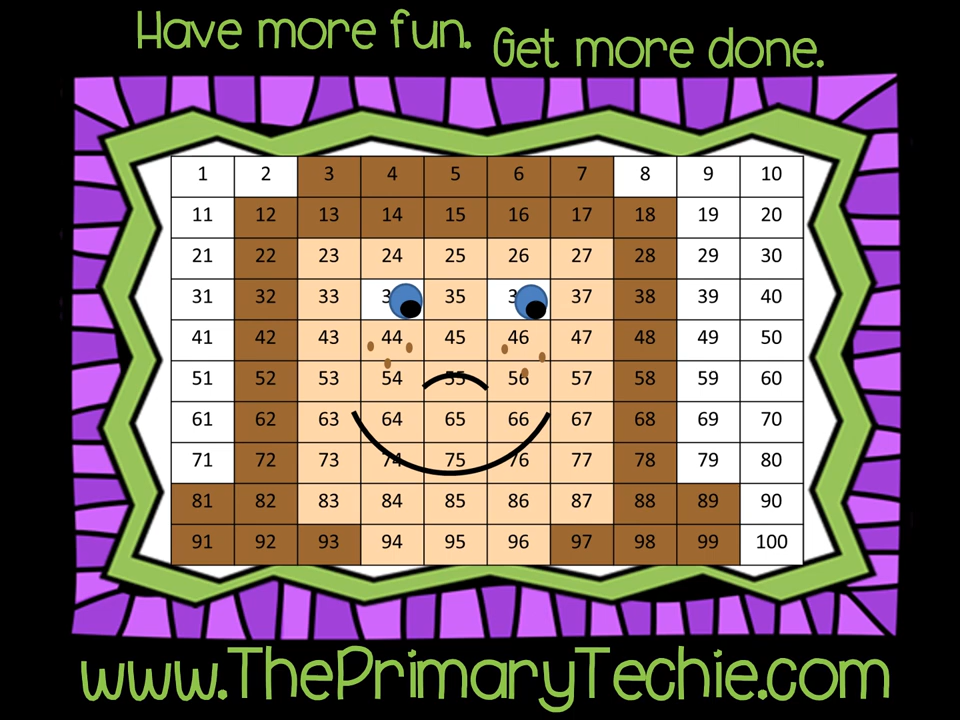 Have more fun. Get more done.
1 2 3 4 5 6 7 8 9 10
11 12 13 14 15 16 17 18 19 20
21 22 23 24 25 26 27 28 29 30
31 32 33 35 37 38 39 40
41 42 43 44 45 46 47 48 49 50
51 52 53 54 55 56 57 58 59 60
61 62 63 64 65 66 67 68 69 70
71 72 73 74 75 76 77 78 79 80
81 82 83 84 85 86 87 88 89 90
91 92 93 94 95 96 97 98 99 100
www.ThePrimaryTechie.com